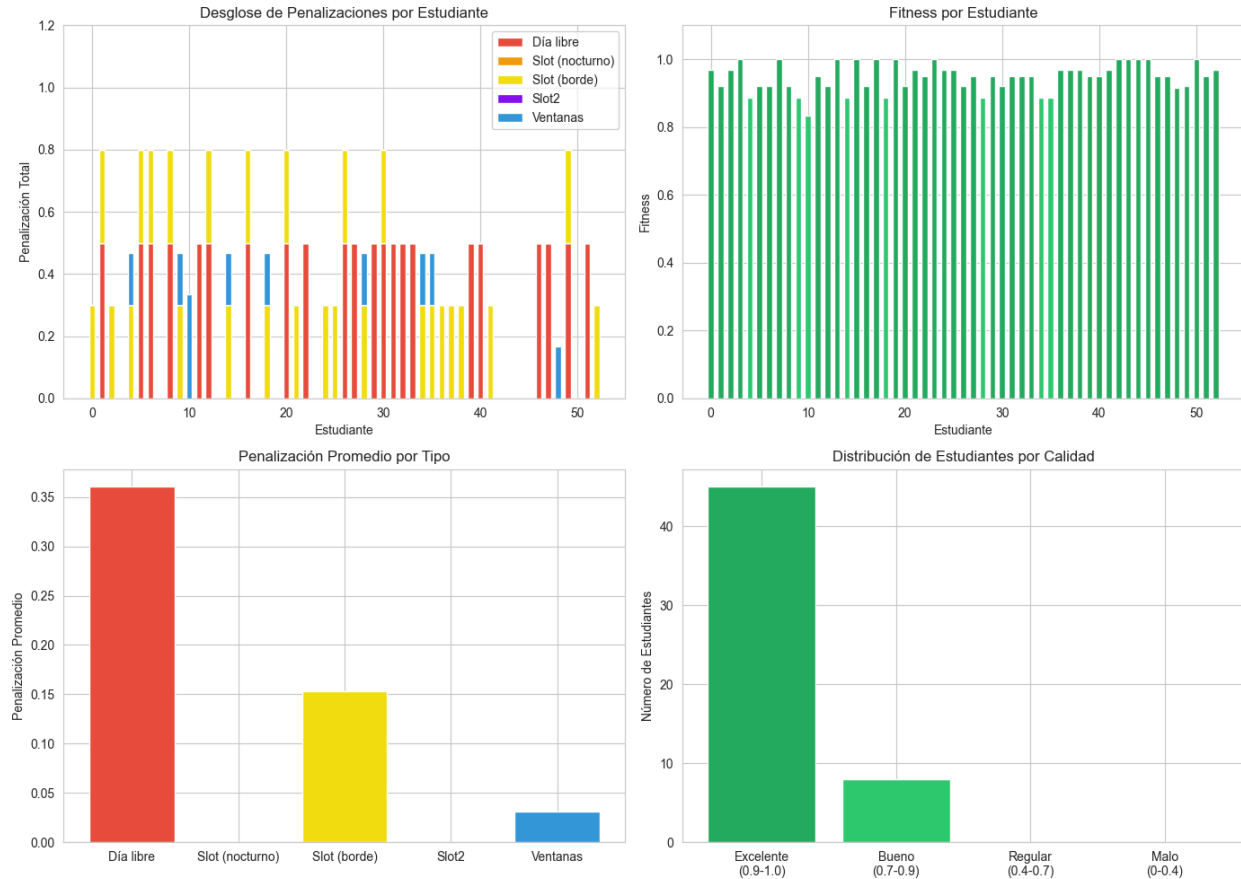 Desglose de Penalizaciones por Estudiante
1.2
1.0
0.8
0.6
0.4
0.2
0.0
Penalización Total
Día libre
Slot (nocturno)
Slot (borde)
Slot2
Ventanas
0 10 20 30 40 50
Estudiante
Fitness por Estudiante
1.0
0.8
0.6
0.4
0.2
0.0
Fitness
0 10 20 30 40 50
Estudiante
Penalización Promedio por Tipo
0.35
0.30
0.25
0.20
0.15
0.10
0.05
0.00
Penalización Promedio
Día libre Slot (nocturno) Slot (borde) Slot2 Ventanas
Distribución de Estudiantes por Calidad
40
30
20
10
0
Número de Estudiantes
Excelente Bueno Regular Malo
(0.9-1.0) (0.7-0.9) (0.4-0.7) (0-0.4)